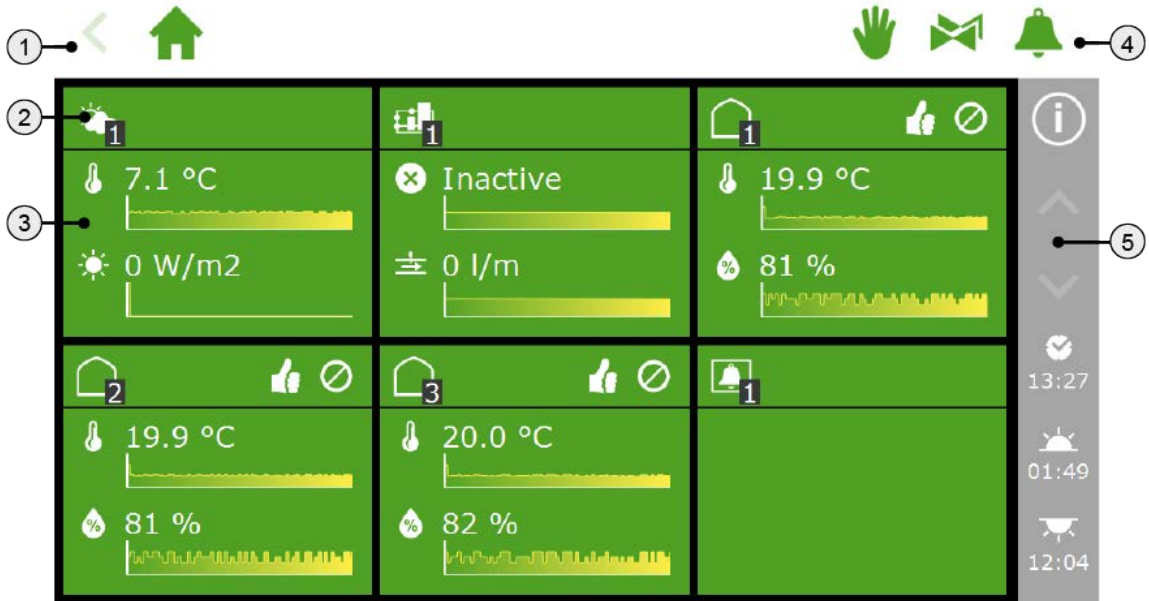 1
4
2
1
1
1
i
7.1 °C
Inactive
19.9 °C
3
5
0 W/m2
0 l/m
% 81 %
13:27
2
3
1
19.9 °C
20.0 °C
01:49
% 81 %
% 82 %
12:04